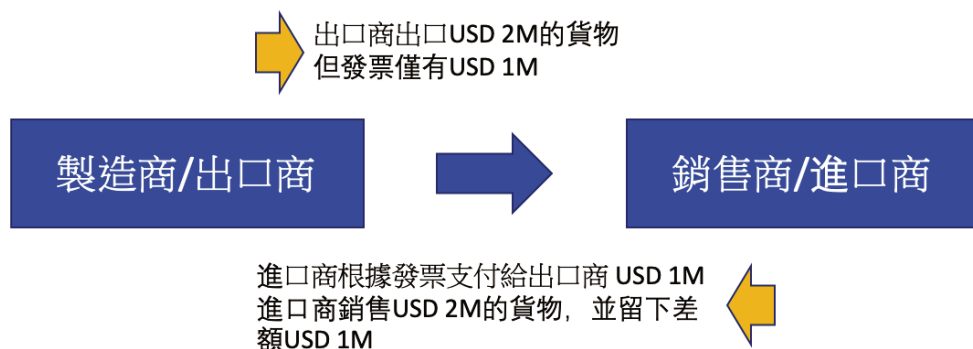 出口商出口USD 2M的貨物
但發票僅有USD 1M
製造商/出口商
銷售商/進口商
進口商根據發票支付給出口商 USD 1M
進口商銷售USD 2M的貨物，並留下差
額USD 1M